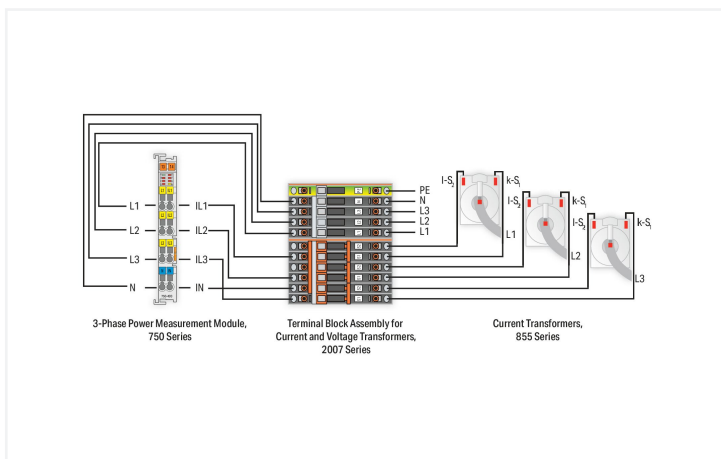 L1
L2
L3
N
IL1
IL2
IL3
IN
PE
N
L3
L2
L1
l-S2
k-S1
L1
l-S2
k-S1
L2
l-S2
k-S1
L3
3-Phase Power Measurement Module,
750 Series
Terminal Block Assembly for
Current and Voltage Transformers,
2007 Series
Current Transformers,
855 Series